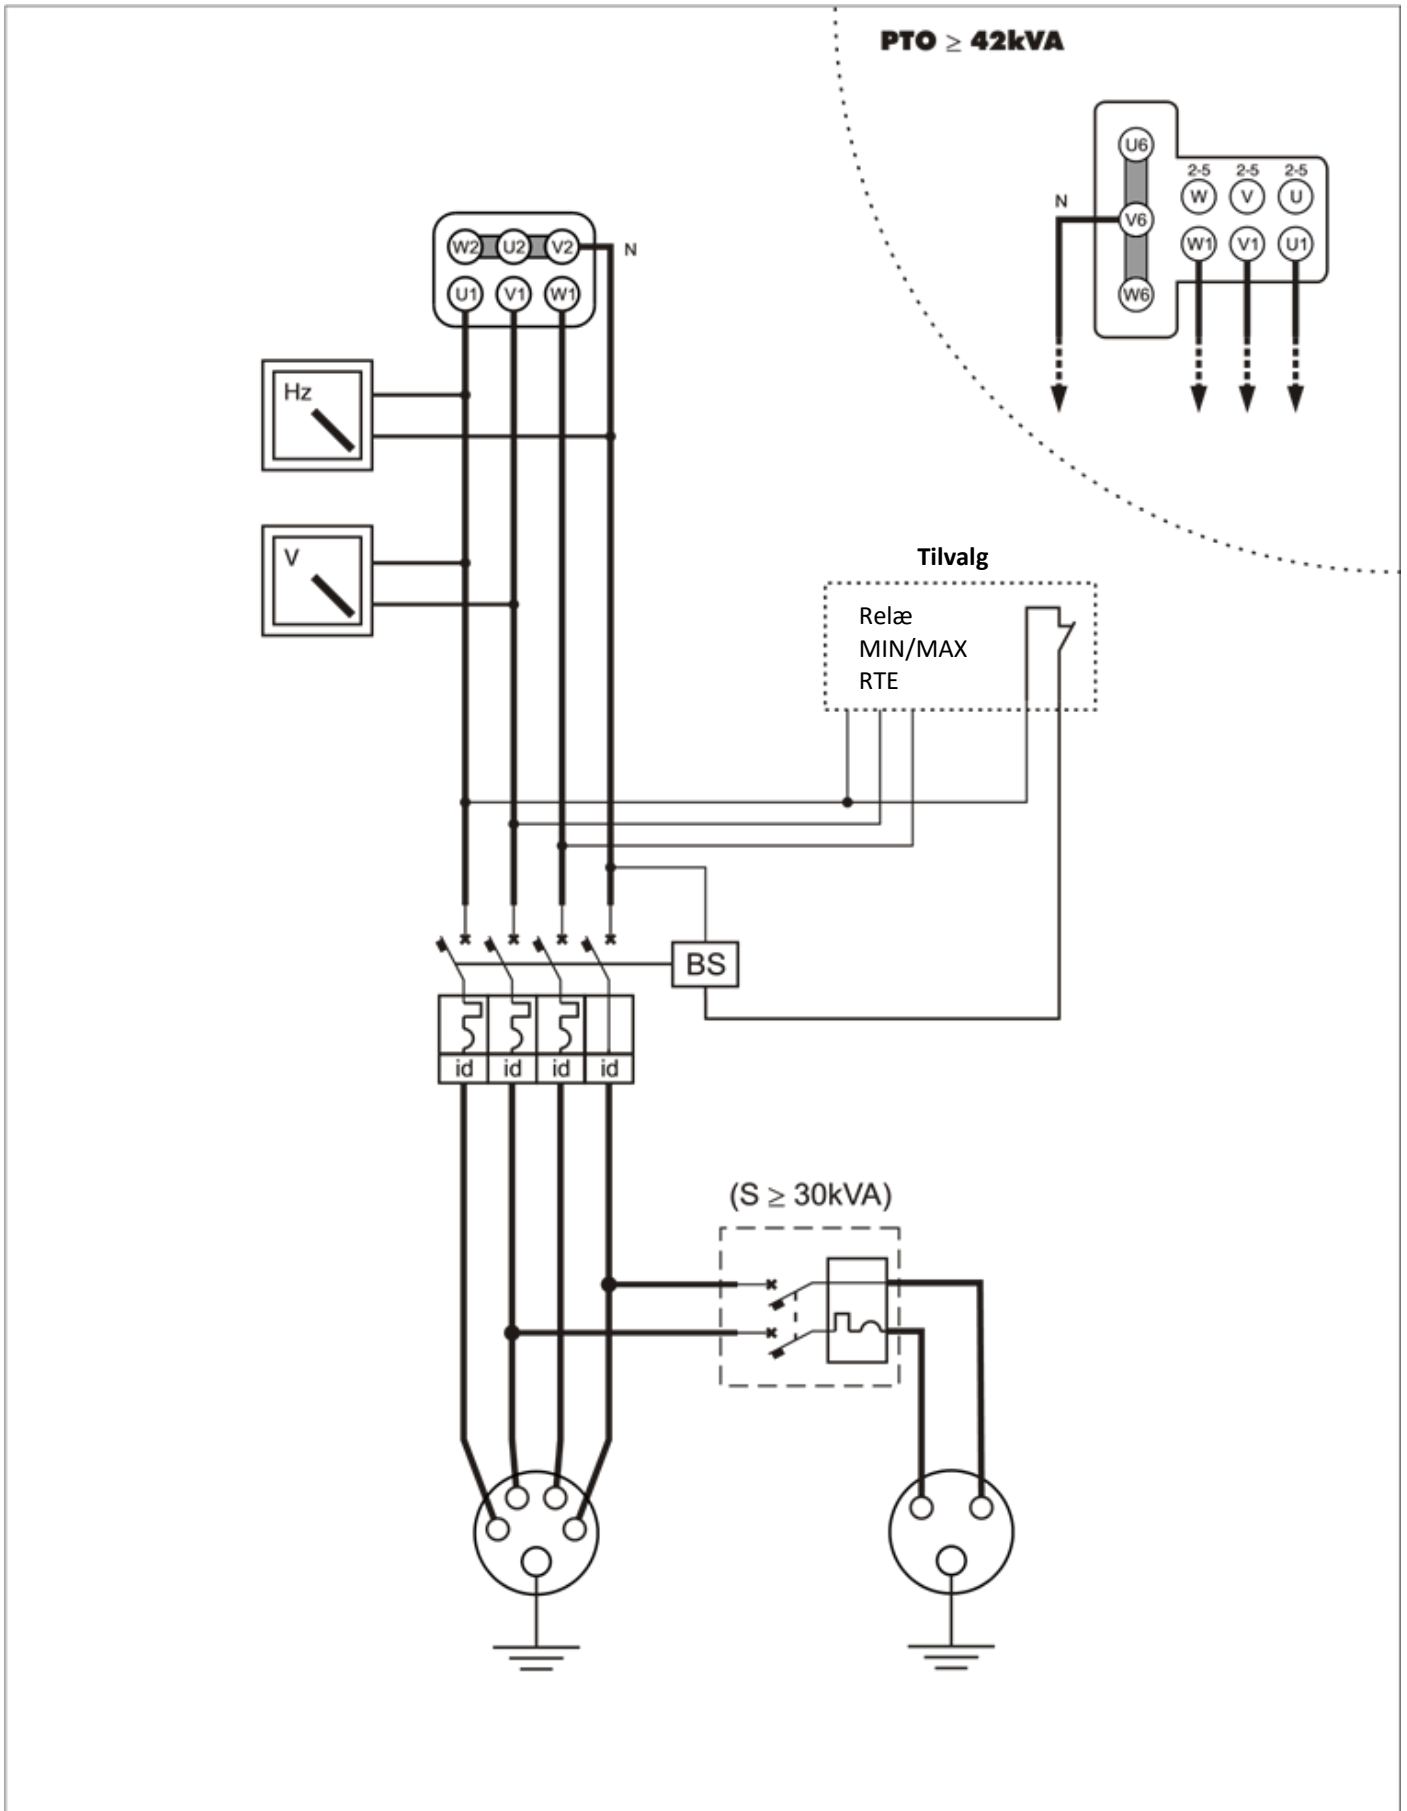 PTO ≥ 42kVA
U6
2-5 2-5 2-5
W V U
N V6
W1 V1 U1
W6
W2 U2 V2 N
U1 V1 W1
Hz
V
Tilvalg
Relæ
MIN/MAX
RTE
BS
id id id id
(S ≥ 30kVA)